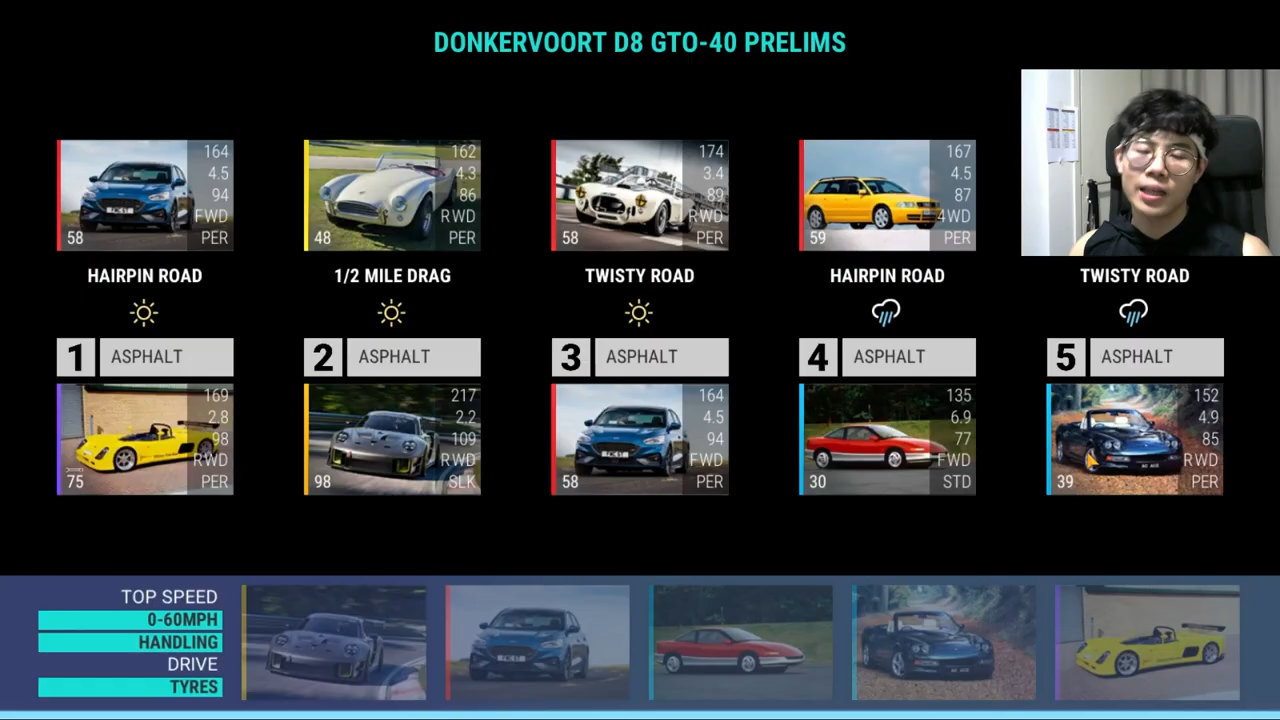 DONKERVOORT D8 GTO-40 PRELIMS
164
4.5
94
FWD
58 PER
162
4.3
86
RWD
48 PER
174
3.4
89
RWD
58 PER
167
4.5
87
4WD
59 PER
HAIRPIN ROAD
1/2 MILE DRAG
TWISTY ROAD
HAIRPIN ROAD
TWISTY ROAD
1 ASPHALT
2 ASPHALT
3 ASPHALT
4 ASPHALT
5 ASPHALT
169
2.8
98
RWD
75 PER
217
2.2
109
RWD
98 SLK
164
4.5
94
FWD
58 PER
135
6.9
77
FWD
30 STD
152
4.9
85
RWD
39 PER
TOP SPEED
0-60MPH
HANDLING
DRIVE
TYRES